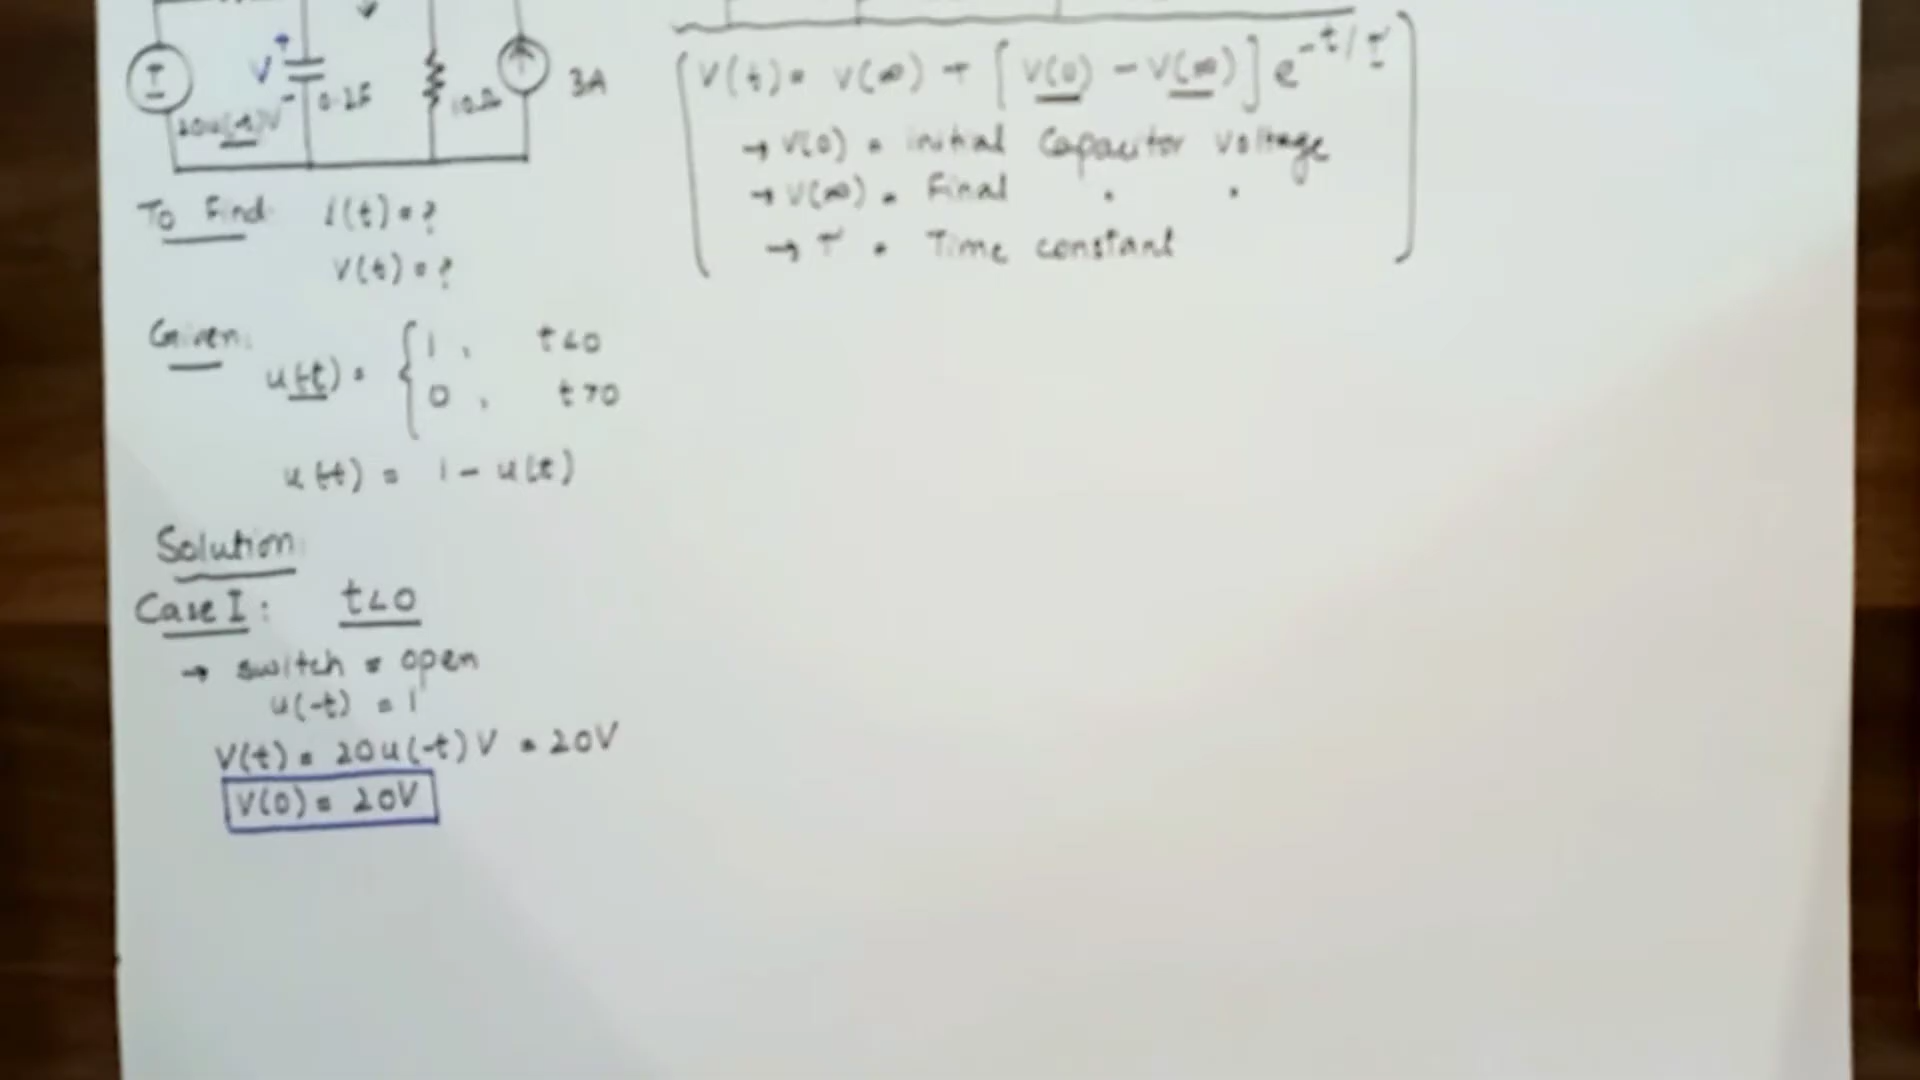 V
0.2F
10Ω
3A
20u(-t)V
To Find: i(t) = ?
V(t) = ?
Given:
u(-t) = { 1, t<0
0, t>0
u(-t) = 1 - u(t)
Solution:
Case I: t<0
→ switch = open
u(-t) = 1
V(t) = 20u(-t)V = 20V
V(0) = 20V
V(t) = V(∞) + [V(0) - V(∞)] e^-t/τ
→ V(0) = initial Capacitor Voltage
→ V(∞) = Final " "
→ τ = Time constant